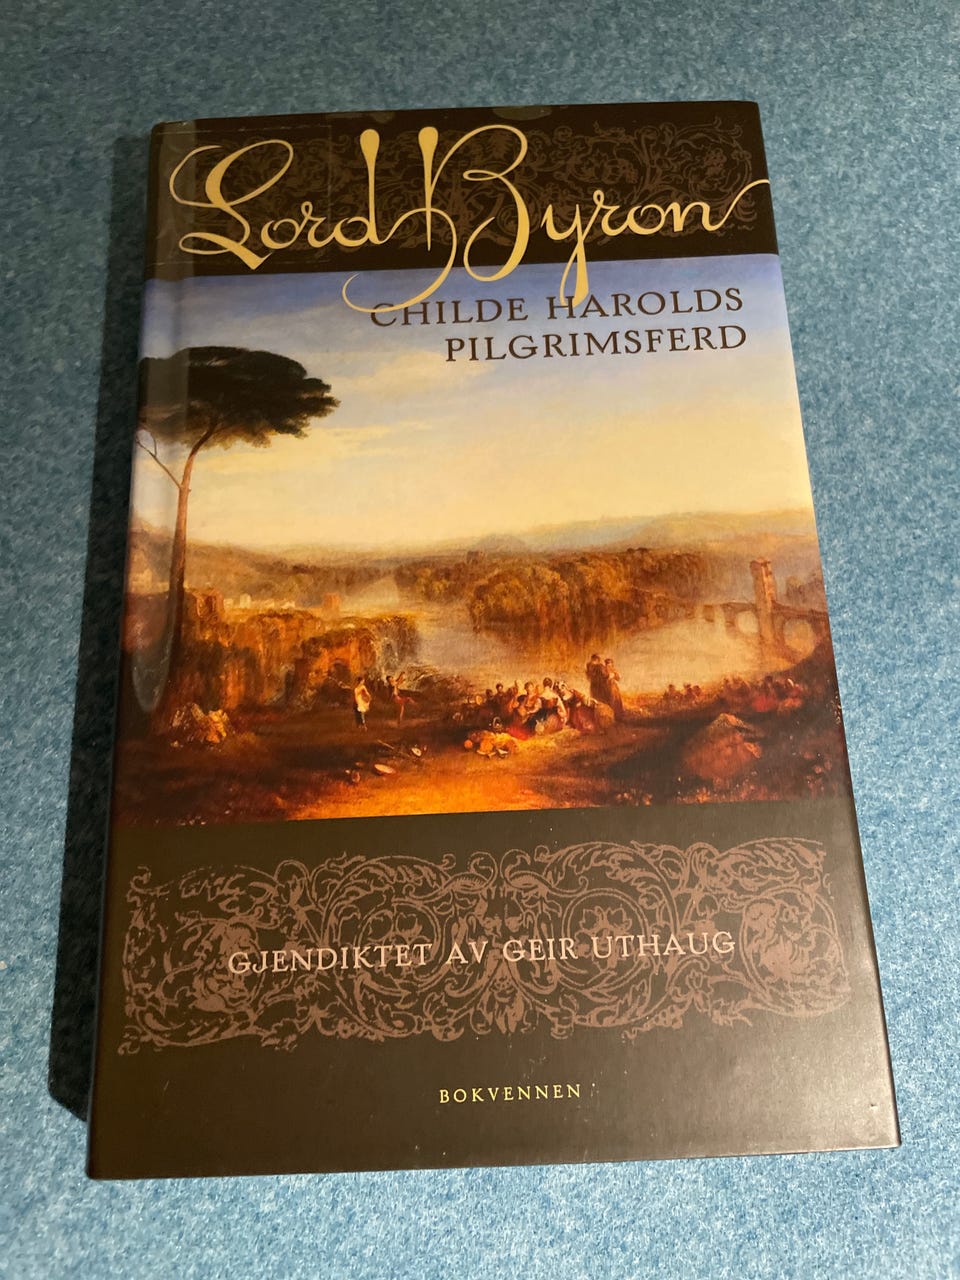 Lord Byron
CHILDE HAROLDS
PILGRIMSFERD
GJENDIKTET AV GEIR UTHAUG
BOKVENNEN